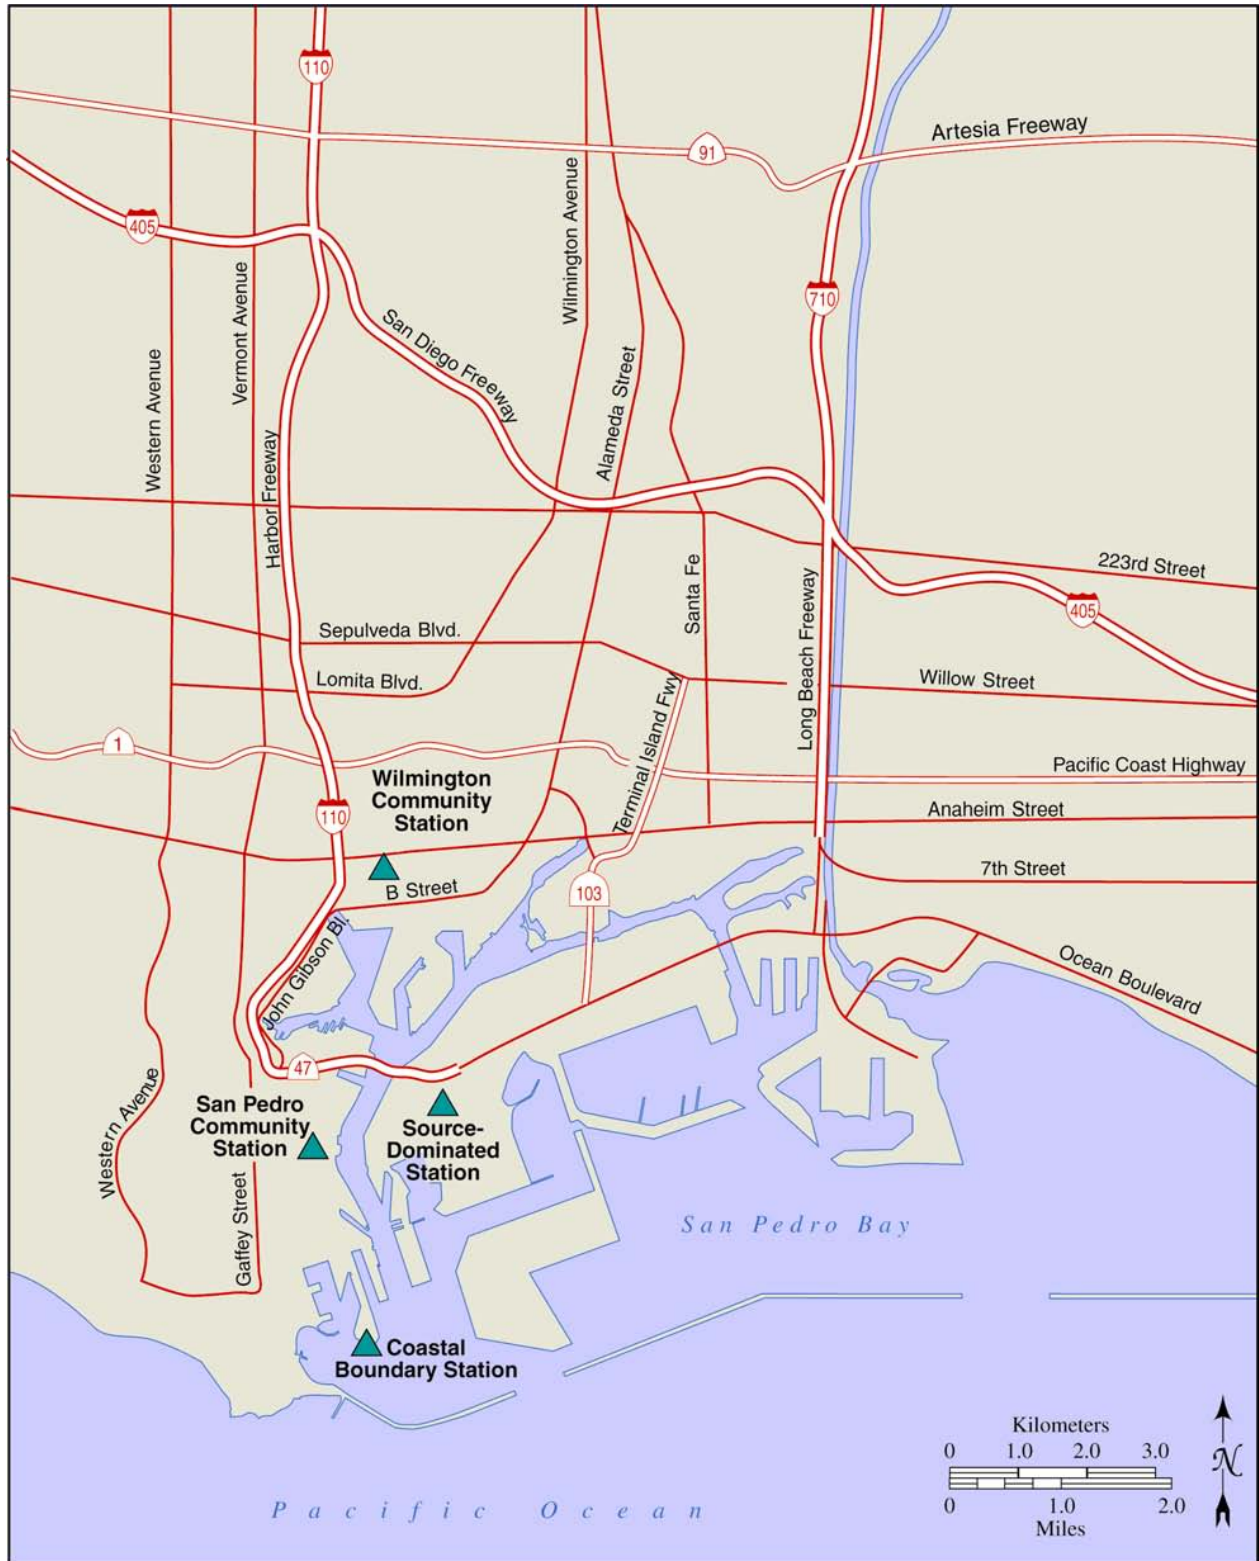 110
Artesia Freeway
91
Wilmington Avenue
405
Vermont Avenue
710
San Diego Freeway
Western Avenue
Alameda Street
Harbor Freeway
223rd Street
Santa Fe
Long Beach Freeway
405
Sepulveda Blvd.
Lomita Blvd.
Willow Street
Terminal Island Fwy
1
Pacific Coast Highway
Wilmington
Community
Station
110
Anaheim Street
7th Street
B Street
103
John Gibson Bl.
Ocean Boulevard
47
Western Avenue
San Pedro
Community
Station
Source-
Dominated
Station
Gaffey Street
San Pedro Bay
Coastal
Boundary Station
Kilometers
0 1.0 2.0 3.0
N
0 1.0 2.0
Miles
Pacific Ocean